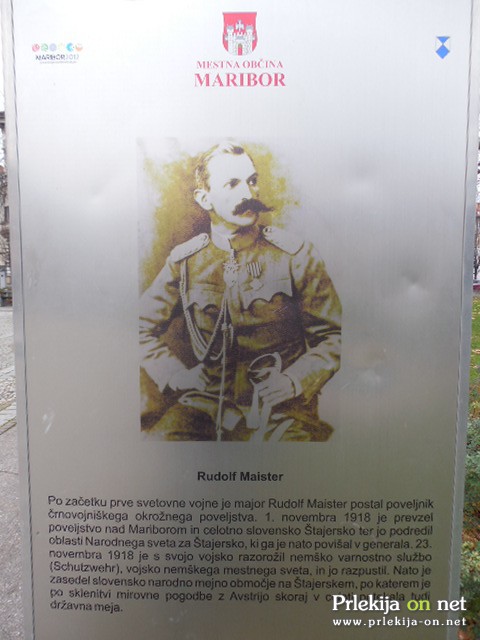 MARIBOR2012
MESTNA OBČINA
MARIBOR
Rudolf Maister
Po začetku prve svetovne vojne je major Rudolf Maister postal poveljnik
črnovojniškega okrožnega poveljstva. 1. novembra 1918 je prevzel
poveljstvo nad Mariborom in celotno slovensko Štajersko ter jo podredil
oblasti Narodnega sveta za Štajersko, ki ga je nato povišal v generala. 23.
novembra 1918 je s svojo vojsko razorožil nemško varnostno službo
(Schutzwehr), vojsko nemškega mestnega sveta, in jo razpustil. Nato je
zasedel slovensko narodno mejno območje na Štajerskem, po katerem je
po sklenitvi mirovne pogodbe z Avstrijo skoraj v tudi
državna meja.
Prlekija on net
www.prlekija-on.net